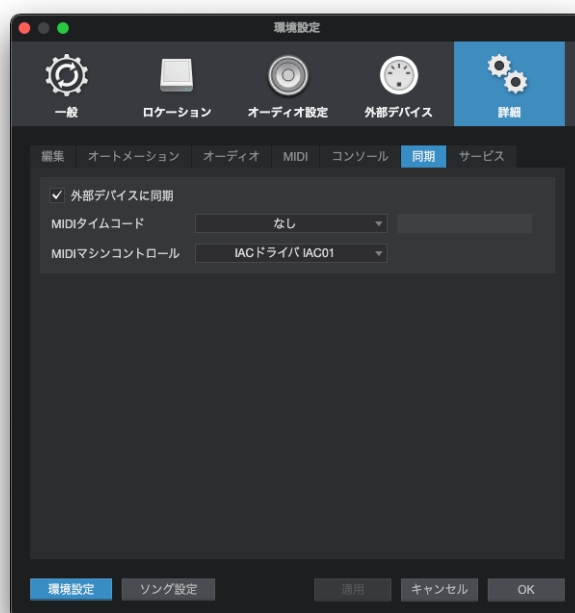 環境設定
一般 ロケーション オーディオ設定 外部デバイス 詳細
編集 オートメーション オーディオ MIDI コンソール 同期 サービス
外部デバイスに同期
MIDIタイムコード なし
MIDIマシンコントロール IACドライバ IAC01
環境設定 ソング設定 適用 キャンセル OK